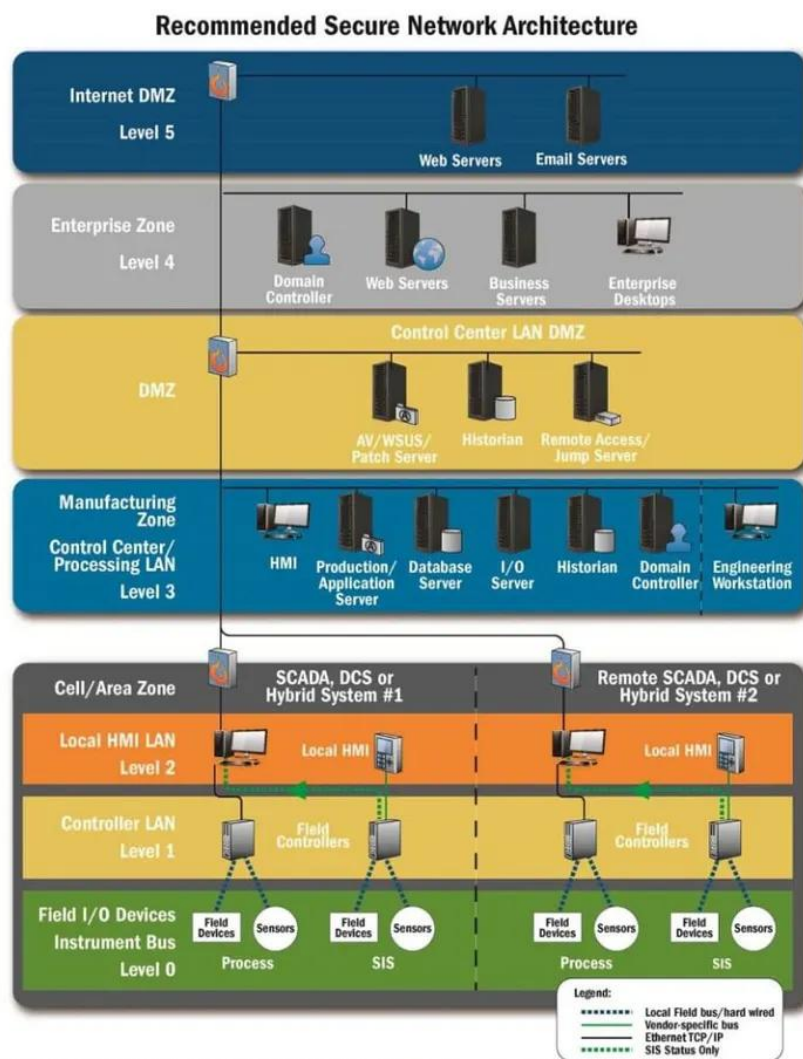 Recommended Secure Network Architecture
Internet DMZ
Level 5
Web Servers
Email Servers
Enterprise Zone
Level 4
Domain
Controller
Web Servers
Business
Servers
Enterprise
Desktops
Control Center LAN DMZ
DMZ
AV/WSUS/
Patch Server
Historian
Remote Access/
Jump Server
Manufacturing
Zone
Control Center/
Processing LAN
Level 3
HMI
Production/
Application
Server
Database
Server
I/O
Server
Historian
Domain
Controller
Engineering
Workstation
Cell/Area Zone
SCADA, DCS or
Hybrid System #1
Remote SCADA, DCS or
Hybrid System #2
Local HMI LAN
Level 2
Local HMI
Local HMI
Controller LAN
Level 1
Field
Controllers
Field
Controllers
Field I/O Devices
Instrument Bus
Level 0
Field
Devices
Sensors
Process
Field
Devices
Sensors
SIS
Field
Devices
Sensors
Process
Field
Devices
Sensors
SIS
Legend:
Local Field bus/hard wired
Vendor-specific bus
Ethernet TCP/IP
SIS Status Only